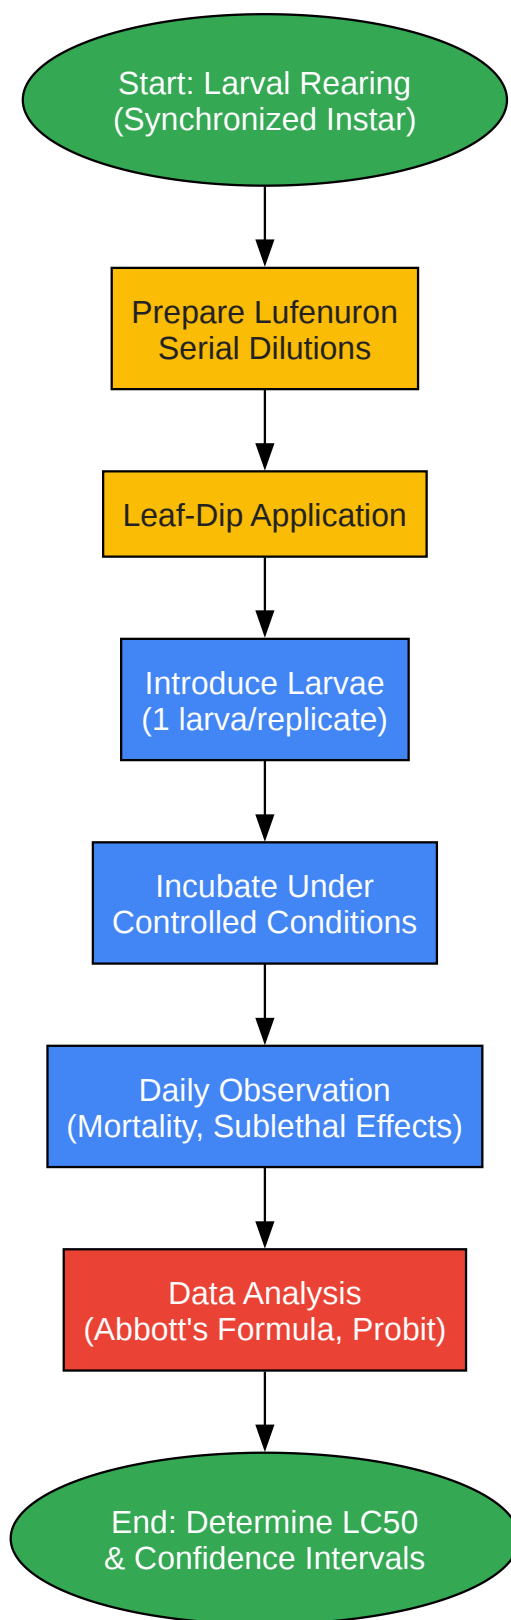 Start: Larval Rearing
(Synchronized Instar)
Prepare Lufenuron
Serial Dilutions
Leaf-Dip Application
Introduce Larvae
(1 larva/replicate)
Incubate Under
Controlled Conditions
Daily Observation
(Mortality, Sublethal Effects)
Data Analysis
(Abbott's Formula, Probit)
End: Determine LC50
& Confidence Intervals